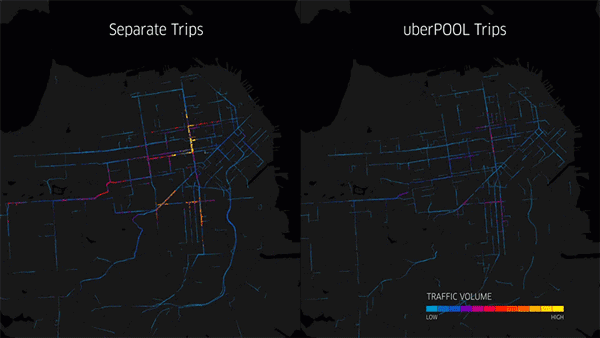 Separate Trips
uberPOOL Trips
TRAFFIC VOLUME
LOW
HIGH